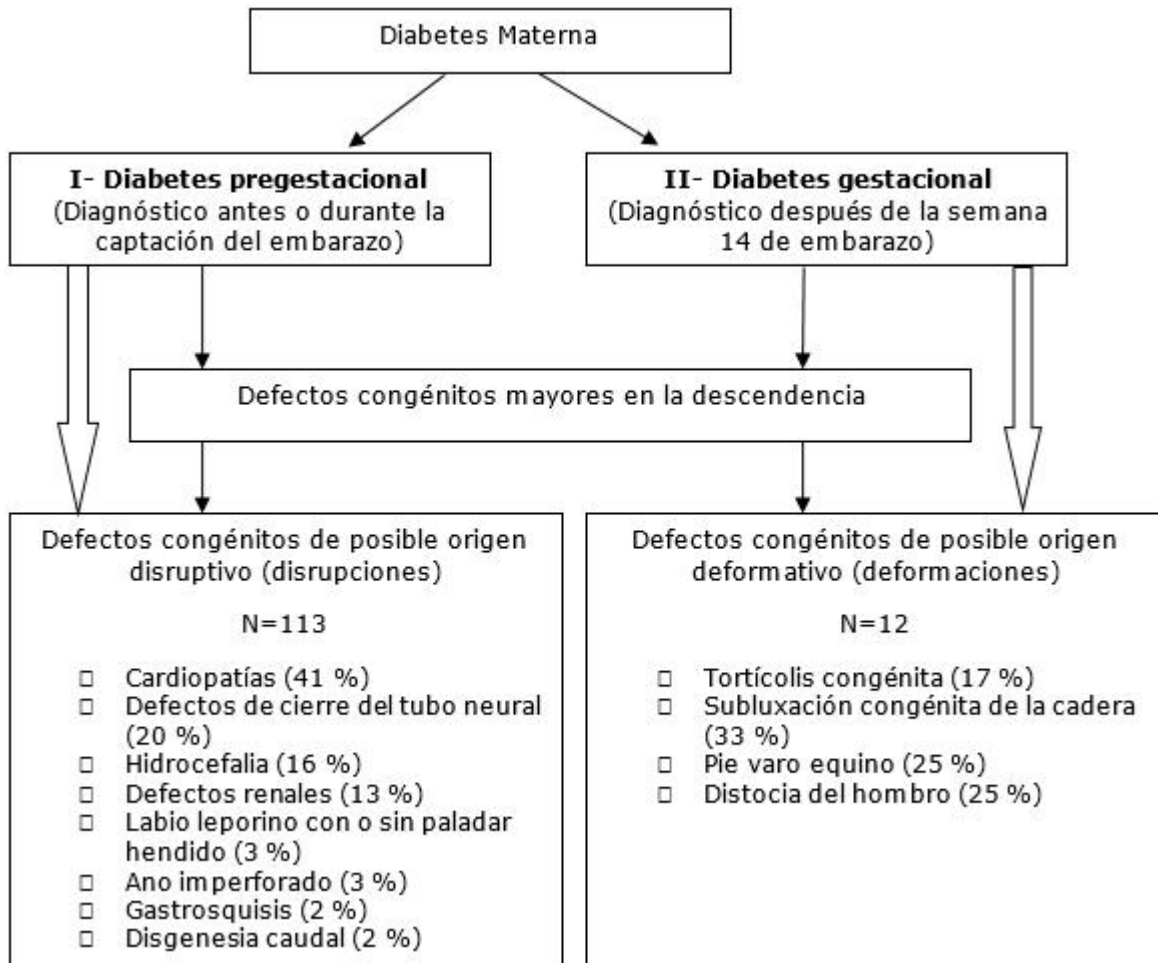 Diabetes Materna
I- Diabetes pregestacional
(Diagnóstico antes o durante la
captación del embarazo)
II- Diabetes gestacional
(Diagnóstico después de la semana
14 de embarazo)
Defectos congénitos mayores en la descendencia
Defectos congénitos de posible origen
disruptivo (disrupciones)
N=113
Cardiopatías (41 %)
Defectos de cierre del tubo neural
(20 %)
Hidrocefalia (16 %)
Defectos renales (13 %)
Labio leporino con o sin paladar
hendido (3 %)
Ano imperforado (3 %)
Gastrosquisis (2 %)
Disgenesia caudal (2 %)
Defectos congénitos de posible origen
deformativo (deformaciones)
N=12
Tortícolis congénita (17 %)
Subluxación congénita de la cadera
(33 %)
Pie varo equino (25 %)
Distocia del hombro (25 %)